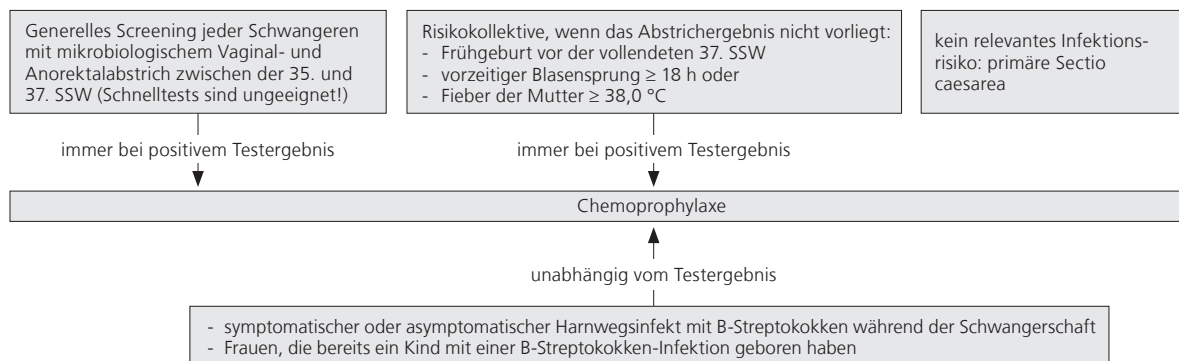 Generelles Screening jeder Schwangeren
mit mikrobiologischem Vaginal- und
Anorektalabstrich zwischen der 35. und
37. SSW (Schnelltests sind ungeeignet!)
Risikokollektive, wenn das Abstrichergebnis nicht vorliegt:
- Frühgeburt vor der vollendeten 37. SSW
- vorzeitiger Blasensprung ≥ 18 h oder
- Fieber der Mutter ≥ 38,0 °C
kein relevantes Infektions-
risiko: primäre Sectio
caesarea
immer bei positivem Testergebnis
immer bei positivem Testergebnis
Chemoprophylaxe
unabhängig vom Testergebnis
- symptomatischer oder asymptomatischer Harnwegsinfekt mit B-Streptokokken während der Schwangerschaft
- Frauen, die bereits ein Kind mit einer B-Streptokokken-Infektion geboren haben